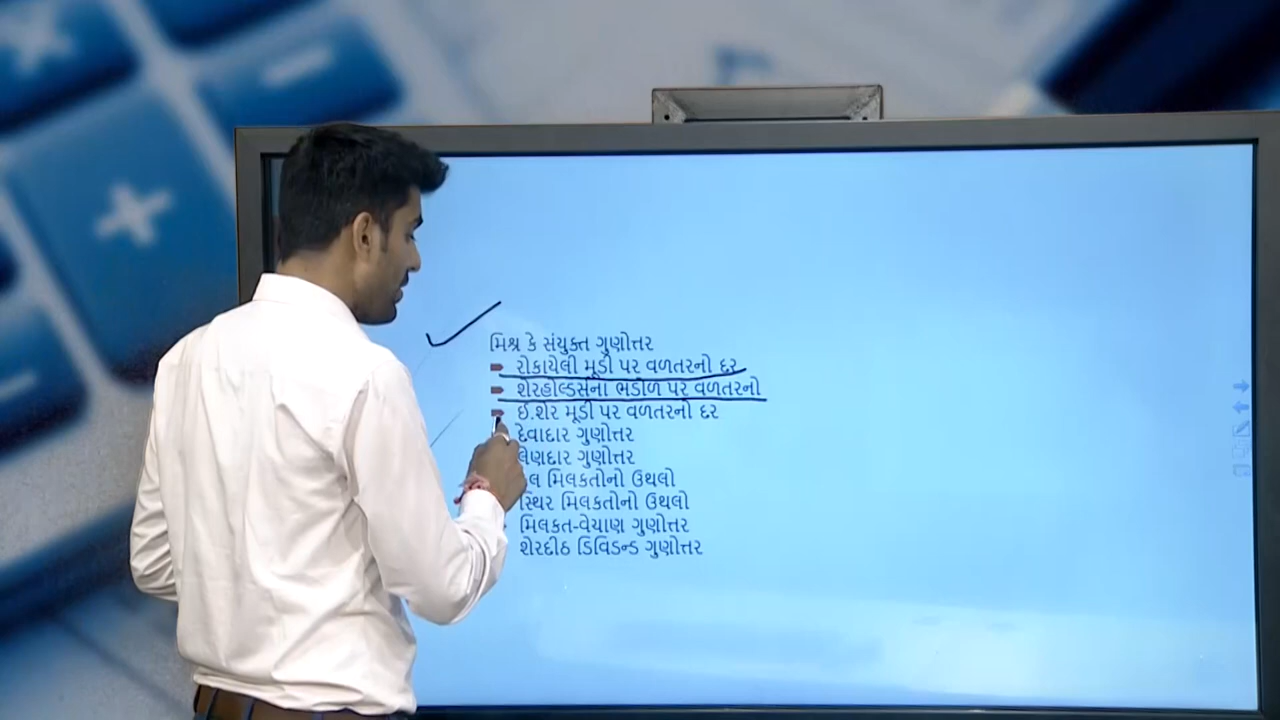 મિશ્ર કે સંયુક્ત ગુણોત્તર
રોકાયેલી મૂડી પર વળતરનો દર
શેરહોલ્ડર્સના ભંડોળ પર વળતરનો
ઈ.શેર મૂડી પર વળતરનો દર
દેવાદાર ગુણોત્તર
લેણદાર ગુણોત્તર
મિલકતોનો ઉથલો
સ્થિર મિલકતોનો ઉથલો
મિલકત-વેચાણ ગુણોત્તર
શેરદીઠ ડિવિડન્ડ ગુણોત્તર